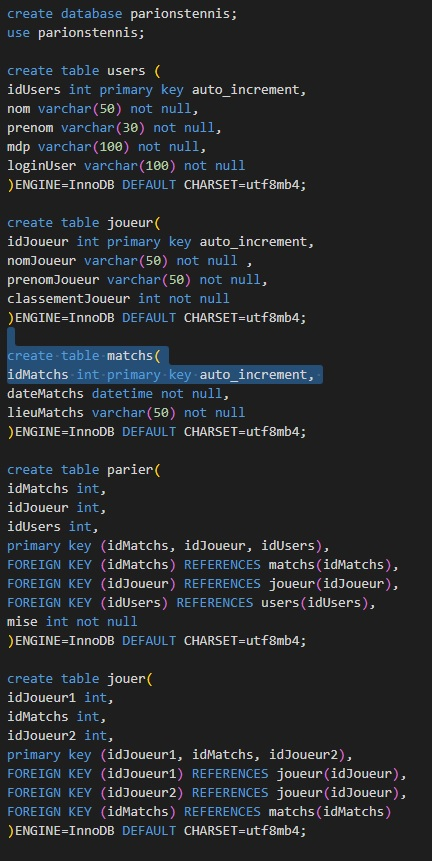 create database parionstennis;
use parionstennis;
create table users (
idUsers int primary key auto_increment,
nom varchar(50) not null,
prenom varchar(30) not null,
mdp varchar(100) not null,
loginUser varchar(100) not null
)ENGINE=InnoDB DEFAULT CHARSET=utf8mb4;
create table joueur(
idJoueur int primary key auto_increment,
nomJoueur varchar(50) not null ,
prenomJoueur varchar(50) not null,
classementJoueur int not null
)ENGINE=InnoDB DEFAULT CHARSET=utf8mb4;
create table matchs(
idMatchs int primary key auto_increment,
dateMatchs datetime not null,
lieuMatchs varchar(50) not null
)ENGINE=InnoDB DEFAULT CHARSET=utf8mb4;
create table parier(
idMatchs int,
idJoueur int,
idUsers int,
primary key (idMatchs, idJoueur, idUsers),
FOREIGN KEY (idMatchs) REFERENCES matchs(idMatchs),
FOREIGN KEY (idJoueur) REFERENCES joueur(idJoueur),
FOREIGN KEY (idUsers) REFERENCES users(idUsers),
mise int not null
)ENGINE=InnoDB DEFAULT CHARSET=utf8mb4;
create table jouer(
idJoueur1 int,
idMatchs int,
idJoueur2 int,
primary key (idJoueur1, idMatchs, idJoueur2),
FOREIGN KEY (idJoueur1) REFERENCES joueur(idJoueur),
FOREIGN KEY (idJoueur2) REFERENCES joueur(idJoueur),
FOREIGN KEY (idMatchs) REFERENCES matchs(idMatchs)
)ENGINE=InnoDB DEFAULT CHARSET=utf8mb4;